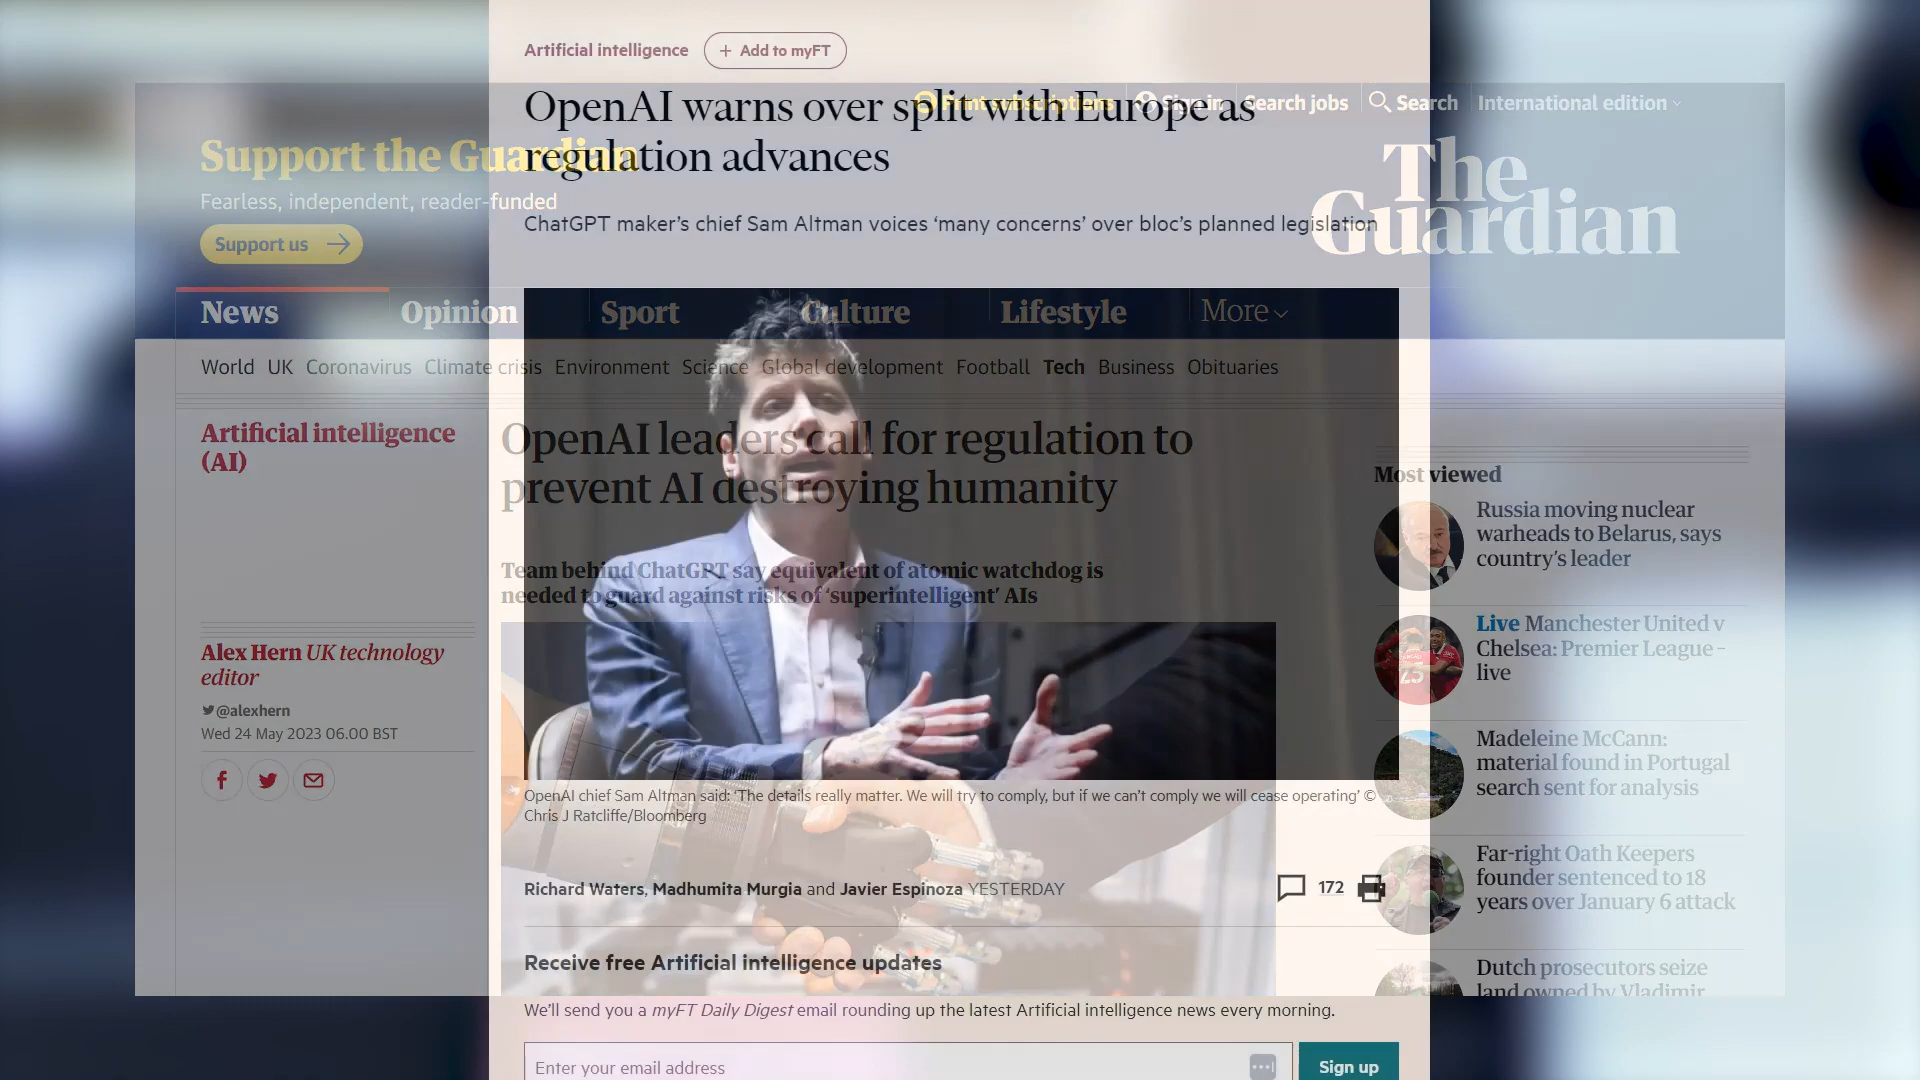 Artificial intelligence
+ Add to myFT
OpenAI warns over split with Europe as
regulation advances
ChatGPT maker's chief Sam Altman voices 'many concerns' over bloc's planned legislation
OpenAI chief Sam Altman said: 'The details really matter. We will try to comply, but if we can't comply we will cease operating' ©
Chris J Ratcliffe/Bloomberg
Richard Waters, Madhumita Murgia and Javier Espinoza YESTERDAY
172
Receive free Artificial intelligence updates
We'll send you a myFT Daily Digest email rounding up the latest Artificial intelligence news every morning.
Enter your email address
Sign up
Print subscriptions
Sign in
Search jobs
Search
International edition
Support the Guardian
Fearless, independent, reader-funded
Support us
The
Guardian
News Opinion Sport Culture Lifestyle More
World UK Coronavirus Climate crisis Environment Science Global development Football Tech Business Obituaries
Artificial intelligence
(AI)
OpenAI leaders call for regulation to
prevent AI destroying humanity
Team behind ChatGPT say equivalent of atomic watchdog is
needed to guard against risks of 'superintelligent' AIs
Alex Hern UK technology
editor
@alexhern
Wed 24 May 2023 06.00 BST
Most viewed
Russia moving nuclear
warheads to Belarus, says
country's leader
Live Manchester United v
Chelsea: Premier League –
live
Madeleine McCann:
material found in Portugal
search sent for analysis
Far-right Oath Keepers
founder sentenced to 18
years over January 6 attack
Dutch prosecutors seize
land owned by Vladimir